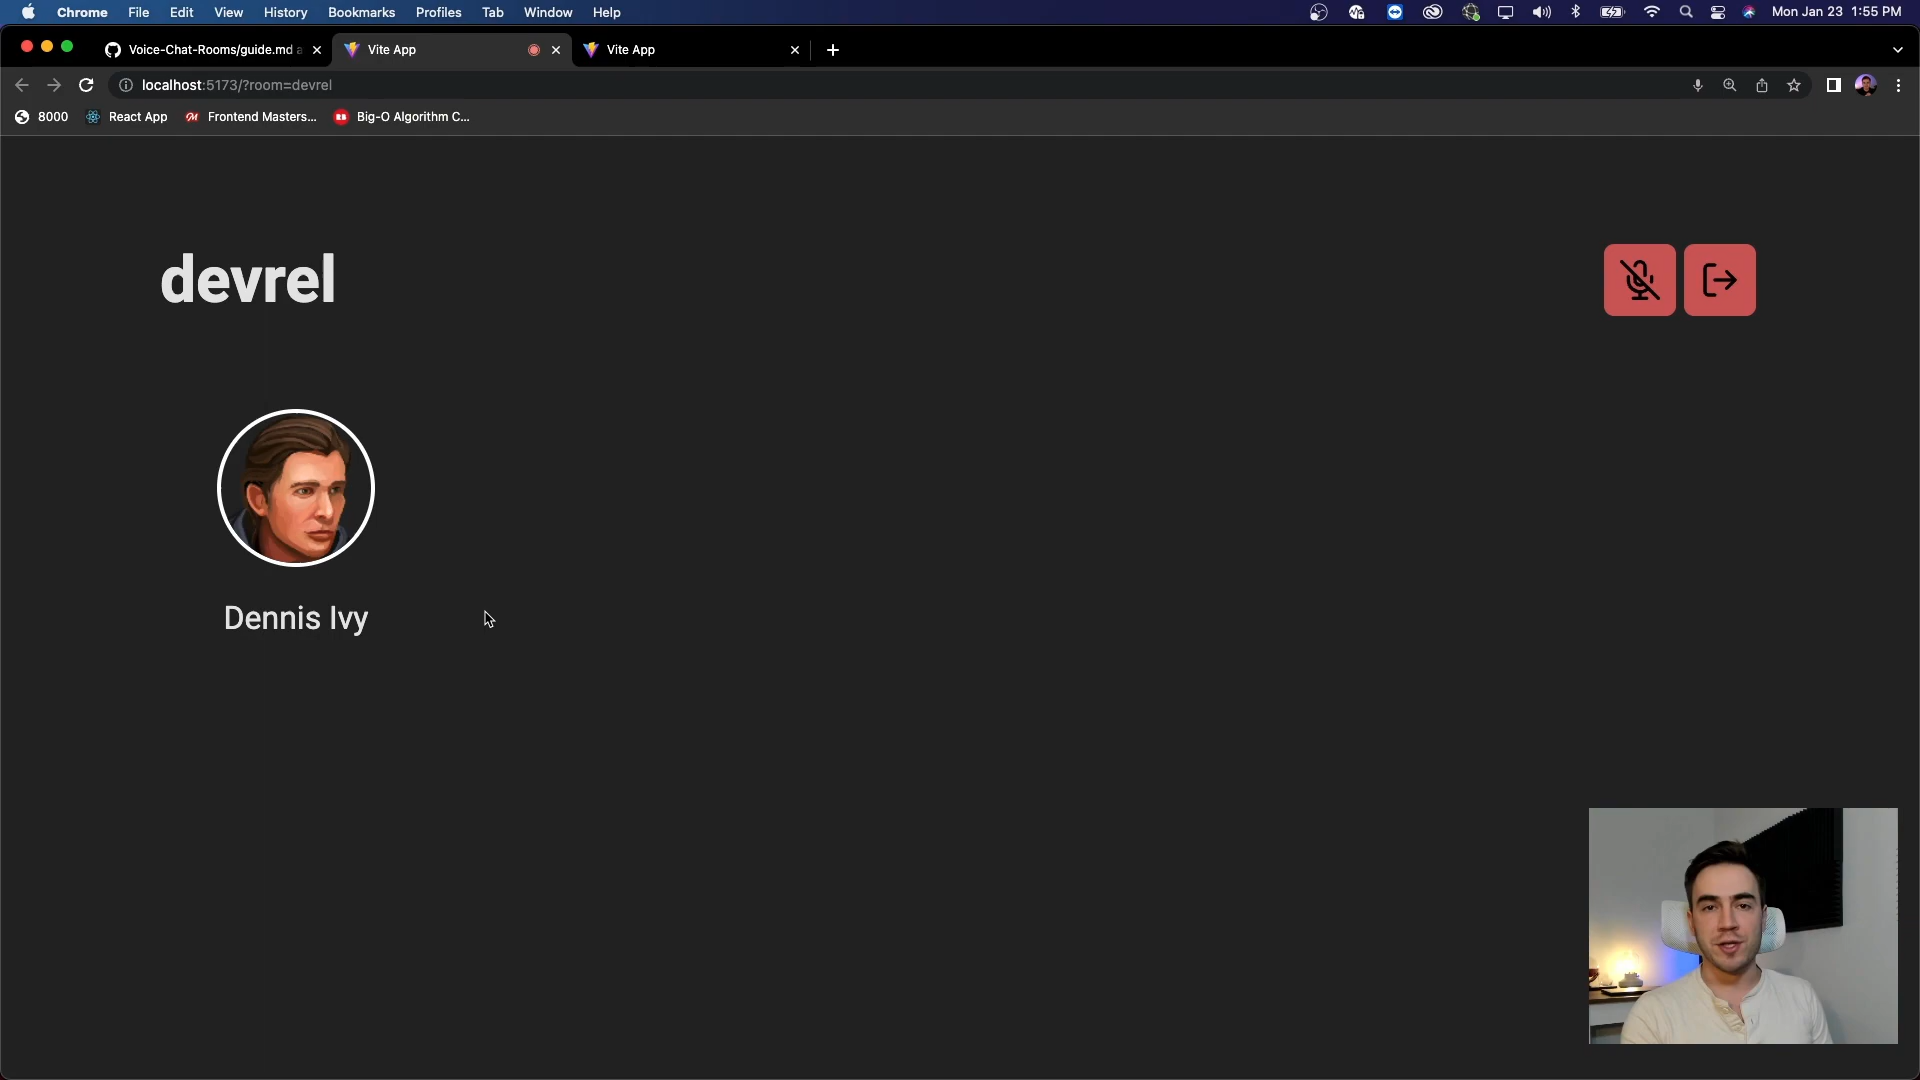 Chrome File Edit View History Bookmarks Profiles Tab Window Help Mon Jan 23 1:55 PM
Voice-Chat-Rooms/guide.md a Vite App Vite App
localhost:5173/?room=devrel
8000 React App Frontend Masters... RB Big-O Algorithm C...
devrel
Dennis Ivy